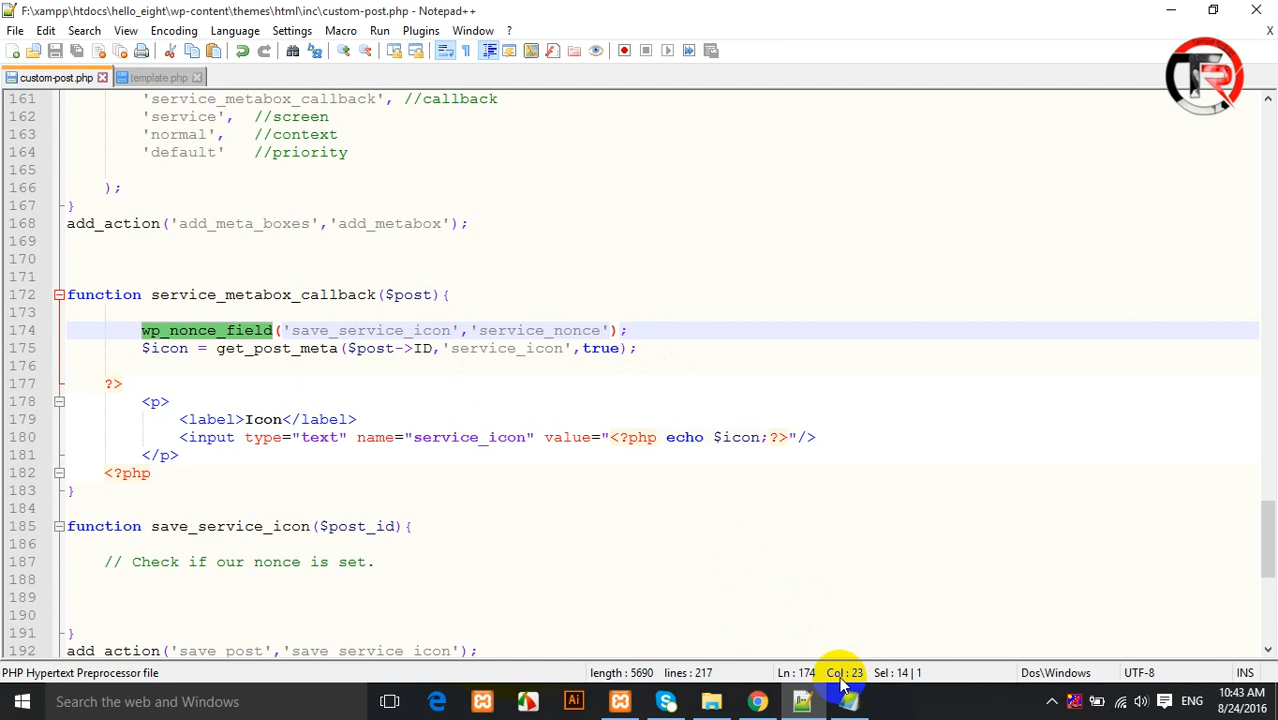 F:\xampp\htdocs\hello_eight\wp-content\themes\html\inc\custom-post.php - Notepad++
File Edit Search View Encoding Language Settings Macro Run Plugins Window ? X
custom-post.php template.php
161 'service_metabox_callback', //callback
162 'service', //screen
163 'normal', //context
164 'default' //priority
165
166 );
167 }
168 add_action('add_meta_boxes','add_metabox');
169
170
171
172 function service_metabox_callback($post){
173
174 wp_nonce_field('save_service_icon','service_nonce');
175 $icon = get_post_meta($post->ID,'service_icon',true);
176
177 ?>
178 <p>
179 <label>Icon</label>
180 <input type="text" name="service_icon" value="<?php echo $icon;?>"/>
181 </p>
182 <?php
183 }
184
185 function save_service_icon($post_id){
186
187 // Check if our nonce is set.
188
189
190
191 }
192 add_action('save_post','save_service_icon');
PHP Hypertext Preprocessor file length : 5690 lines : 217 Ln : 174 Col : 23 Sel : 14 | 1 Dos\Windows UTF-8 INS
Search the web and Windows ENG 10:43 AM
8/24/2016